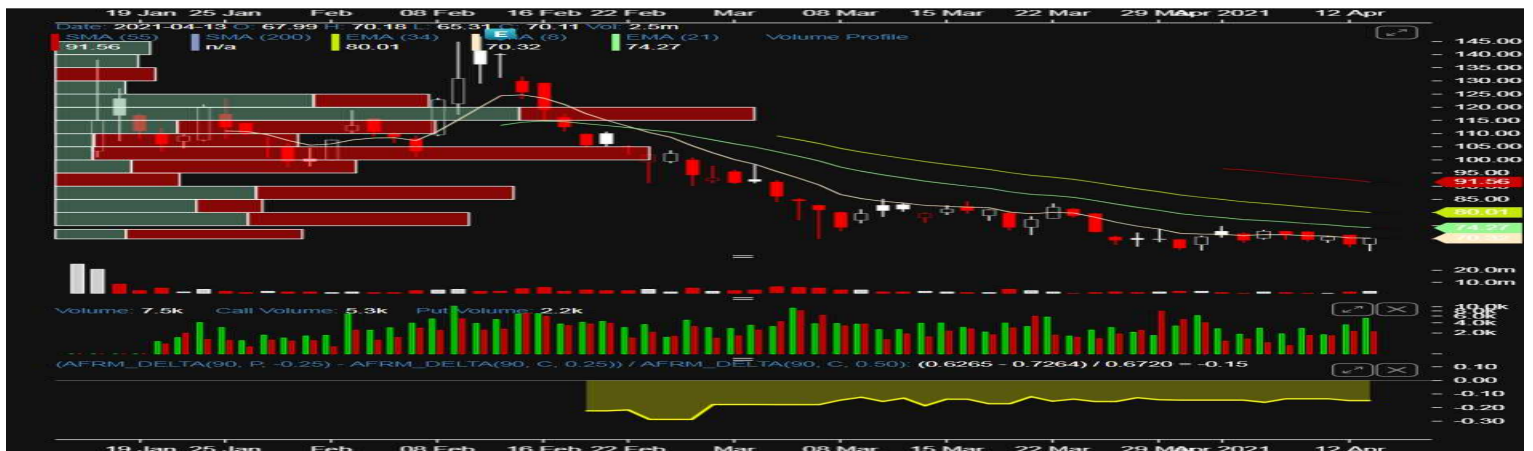 19 Jan 25 Jan Feb 08 Feb 16 Feb 22 Feb Mar 08 Mar 15 Mar 22 Mar 29 Mar Apr 2021 12 Apr
Date: 2021-04-13 O: 67.99 H: 70.18 L: 65.31 C: 70.11 Vol: 2.5m
SMA (55) SMA (200) EMA (34) EMA (8) EMA (21) Volume Profile
91.56 n/a 80.01 70.32 74.27
E
145.00
140.00
135.00
130.00
125.00
120.00
115.00
110.00
105.00
100.00
95.00
91.56
85.00
80.01
74.27
70.32
20.0m
10.0m
Volume: 7.5k Call Volume: 5.3k Put Volume: 2.2k
10.0k
4.0k
2.0k
(AFRM_DELTA(90, P, -0.25) - AFRM_DELTA(90, C, 0.25)) / AFRM_DELTA(90, C, 0.50): (0.6265 - 0.7264) / 0.6720 = -0.15
0.10
0.00
-0.10
-0.20
-0.30
19 Jan 25 Jan Feb 08 Feb 16 Feb 22 Feb Mar 08 Mar 15 Mar 22 Mar 29 Mar Apr 2021 12 Apr